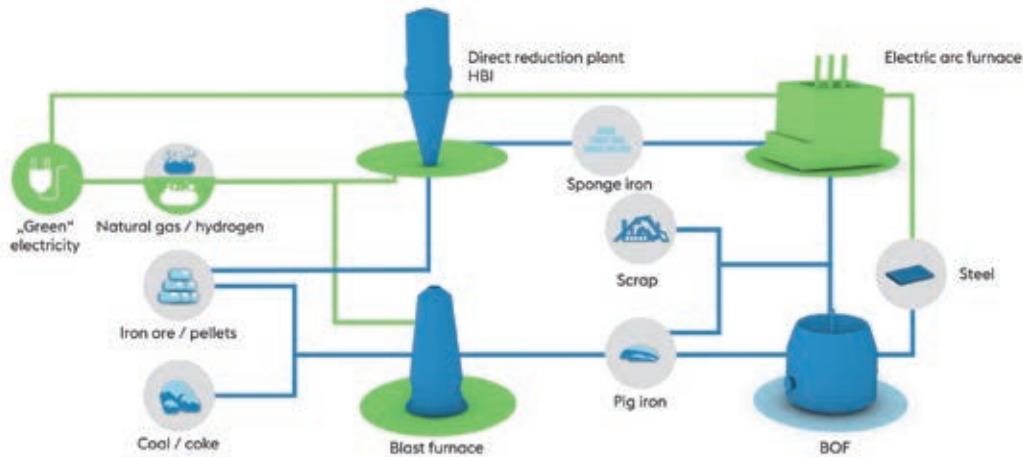 Direct reduction plant
HBI
Electric arc furnace
Sponge iron
„Green“
electricity
Natural gas / hydrogen
Scrap
Steel
Iron ore / pellets
Pig iron
Coal / coke
Blast furnace
BOF